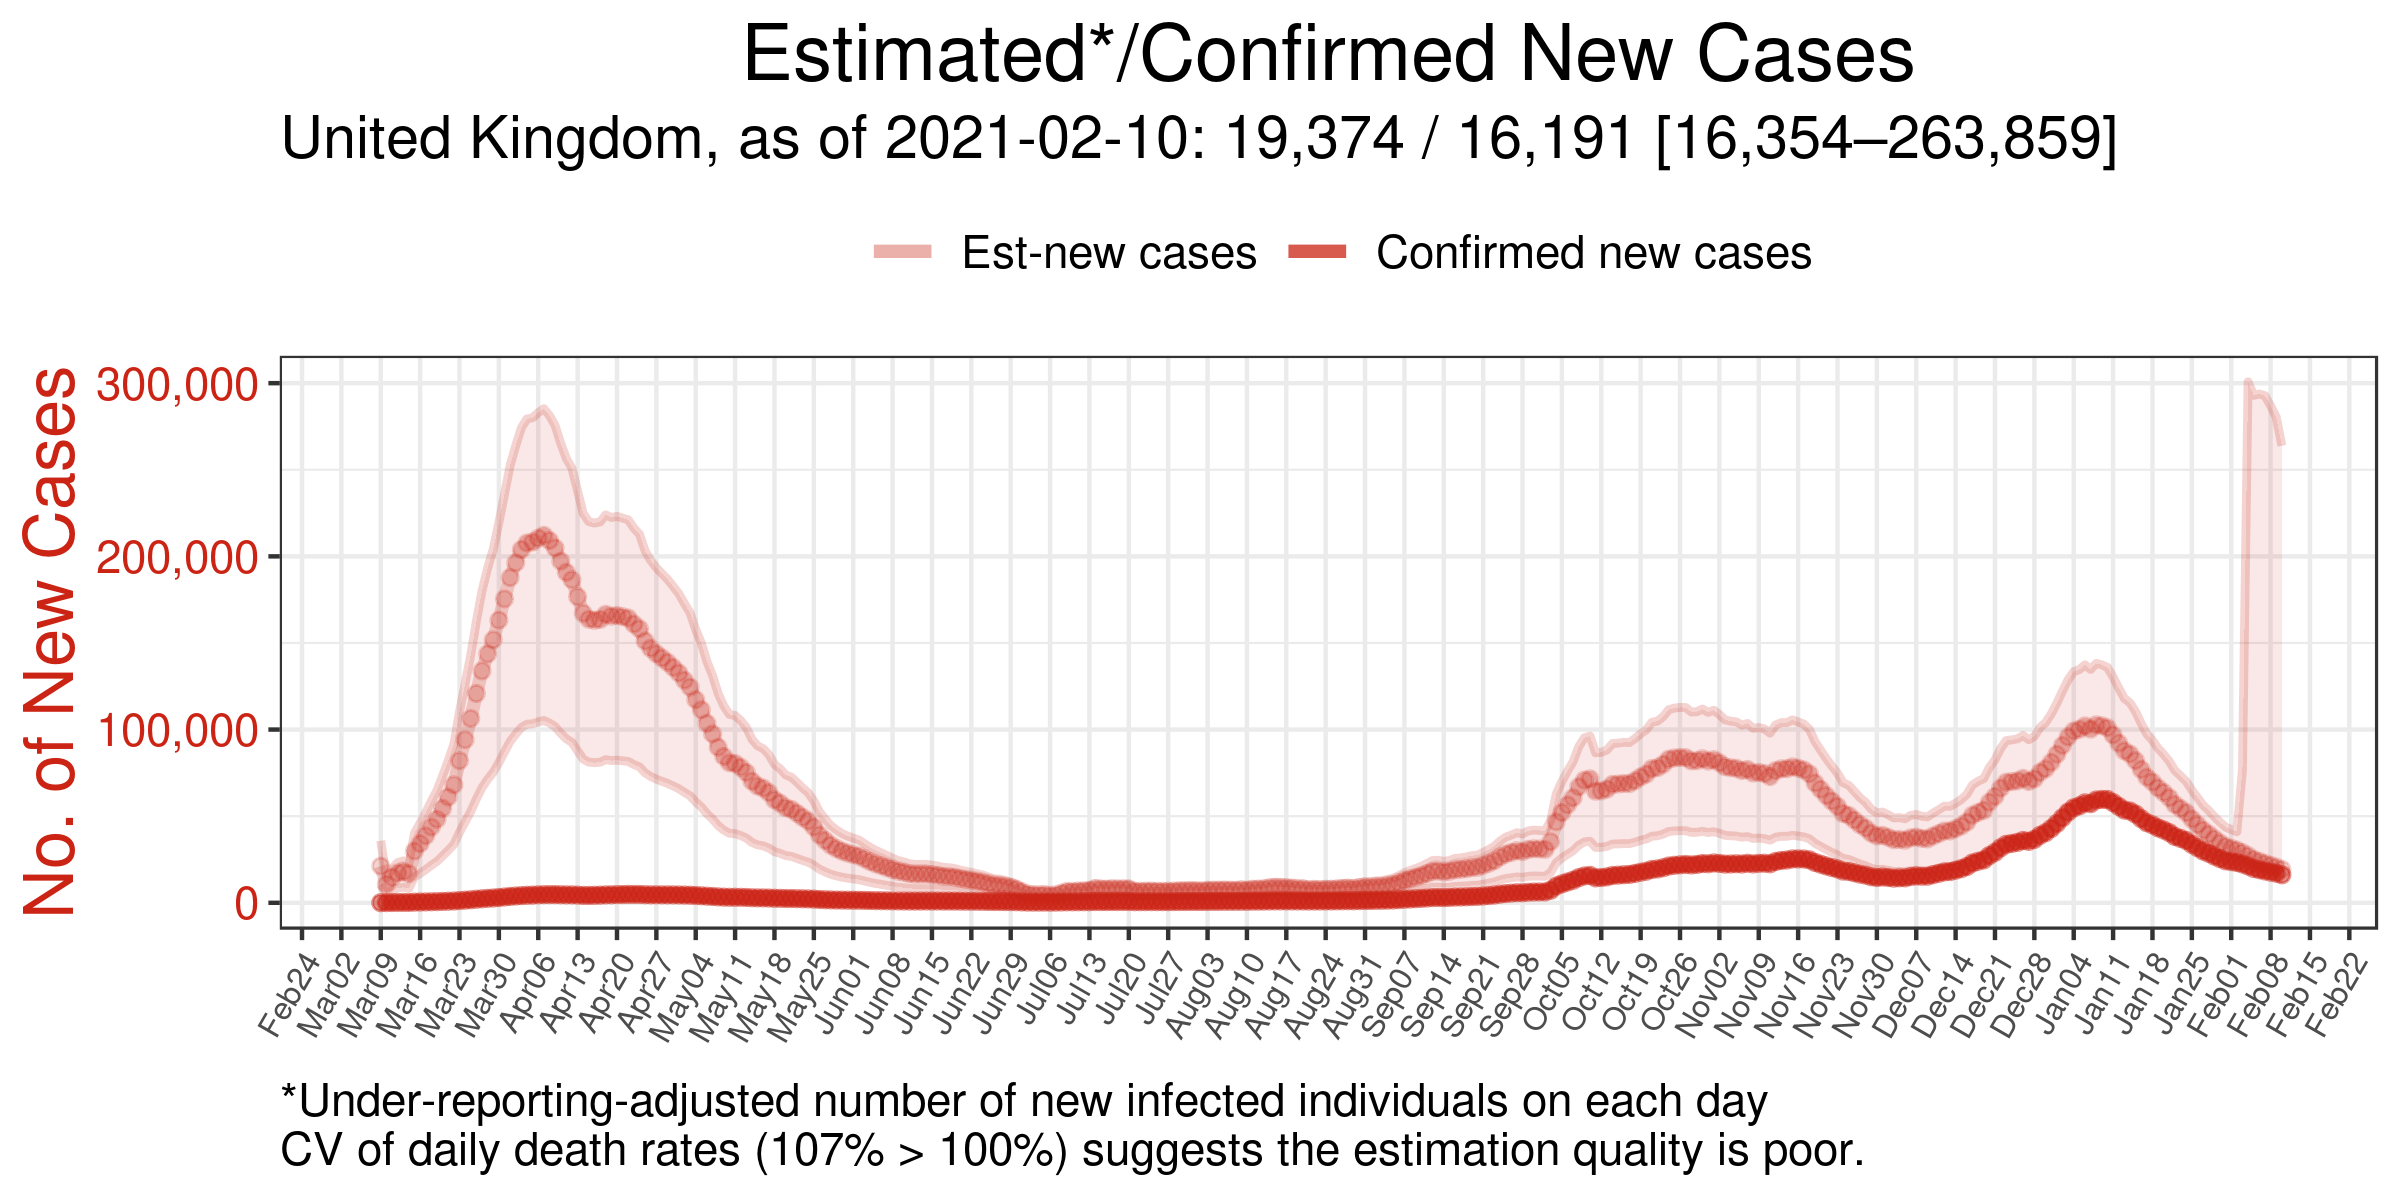 Estimated*/Confirmed New Cases
United Kingdom, as of 2021-02-10: 19,374 / 16,191 [16,354–263,859]
Est-new cases
Confirmed new cases
No. of New Cases
300,000
200,000
100,000
0
Feb24
Mar02
Mar09
Mar16
Mar23
Mar30
Apr06
Apr13
Apr20
Apr27
May04
May11
May18
May25
Jun01
Jun08
Jun15
Jun22
Jun29
Jul06
Jul13
Jul20
Jul27
Aug03
Aug10
Aug17
Aug24
Aug31
Sep07
Sep14
Sep21
Sep28
Oct05
Oct12
Oct19
Oct26
Nov02
Nov09
Nov16
Nov23
Nov30
Dec07
Dec14
Dec21
Dec28
Jan04
Jan11
Jan18
Jan25
Feb01
Feb08
Feb15
Feb22
*Under-reporting-adjusted number of new infected individuals on each day
CV of daily death rates (107% > 100%) suggests the estimation quality is poor.